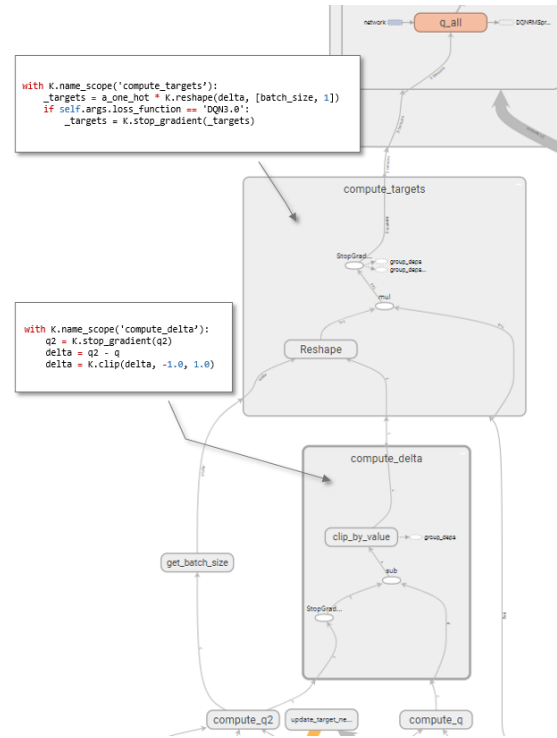 network
q_all
DQNRMSpr...
with K.name_scope('compute_targets'):
    _targets = a_one_hot * K.reshape(delta, [batch_size, 1])
    if self.args.loss_function == 'DQN3.0':
        _targets = K.stop_gradient(_targets)
compute_targets
StopGrad...
group_deps
group_deps...
mul
Reshape
with K.name_scope('compute_delta'):
    q2 = K.stop_gradient(q2)
    delta = q2 - q
    delta = K.clip(delta, -1.0, 1.0)
compute_delta
clip_by_value
group_deps
sub
get_batch_size
StopGrad...
compute_q2
update_target_ne...
compute_q